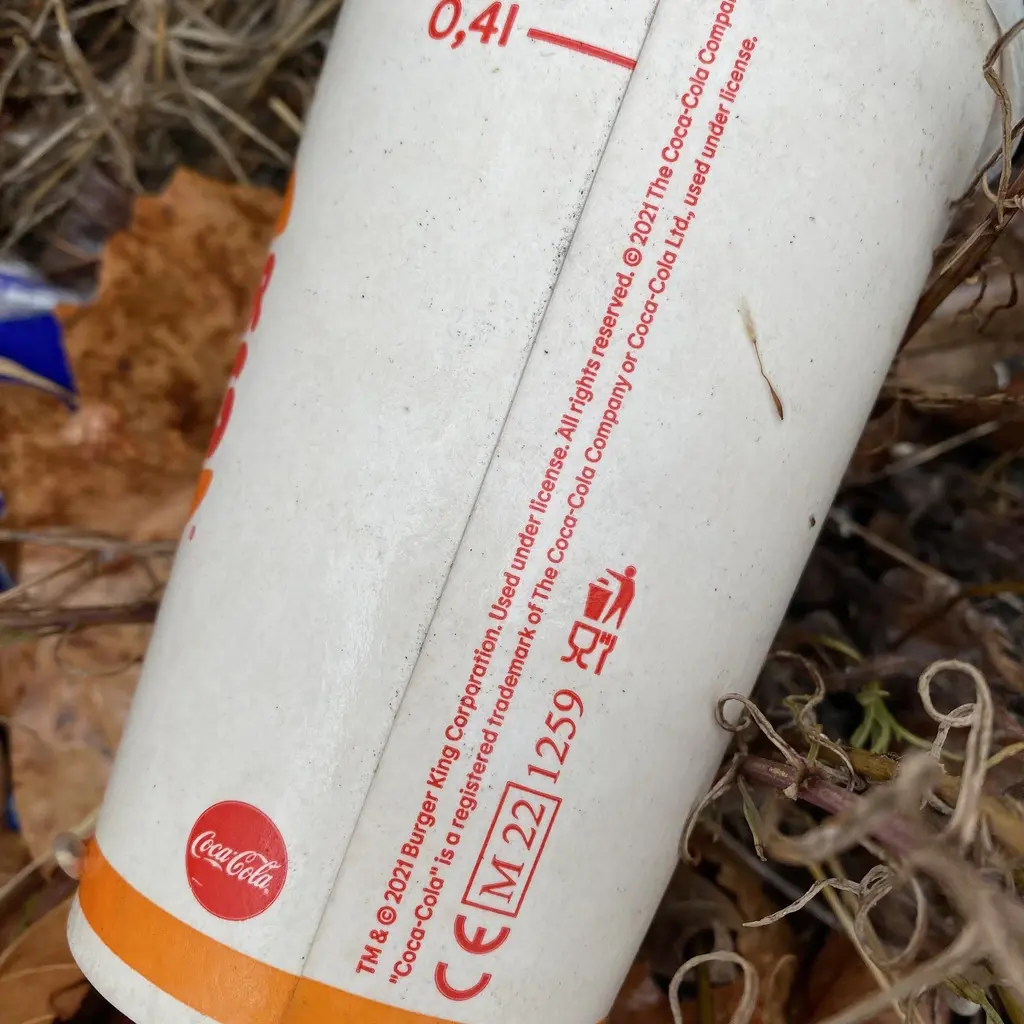 0,4l
TM & © 2021 Burger King Corporation. Used under license. All rights reserved. © 2021 The Coca-Cola
"Coca-Cola" is a registered trademark of The Coca-Cola Company or Coca-Cola Ltd., used under license.
CE M 22 1259
Coca-Cola